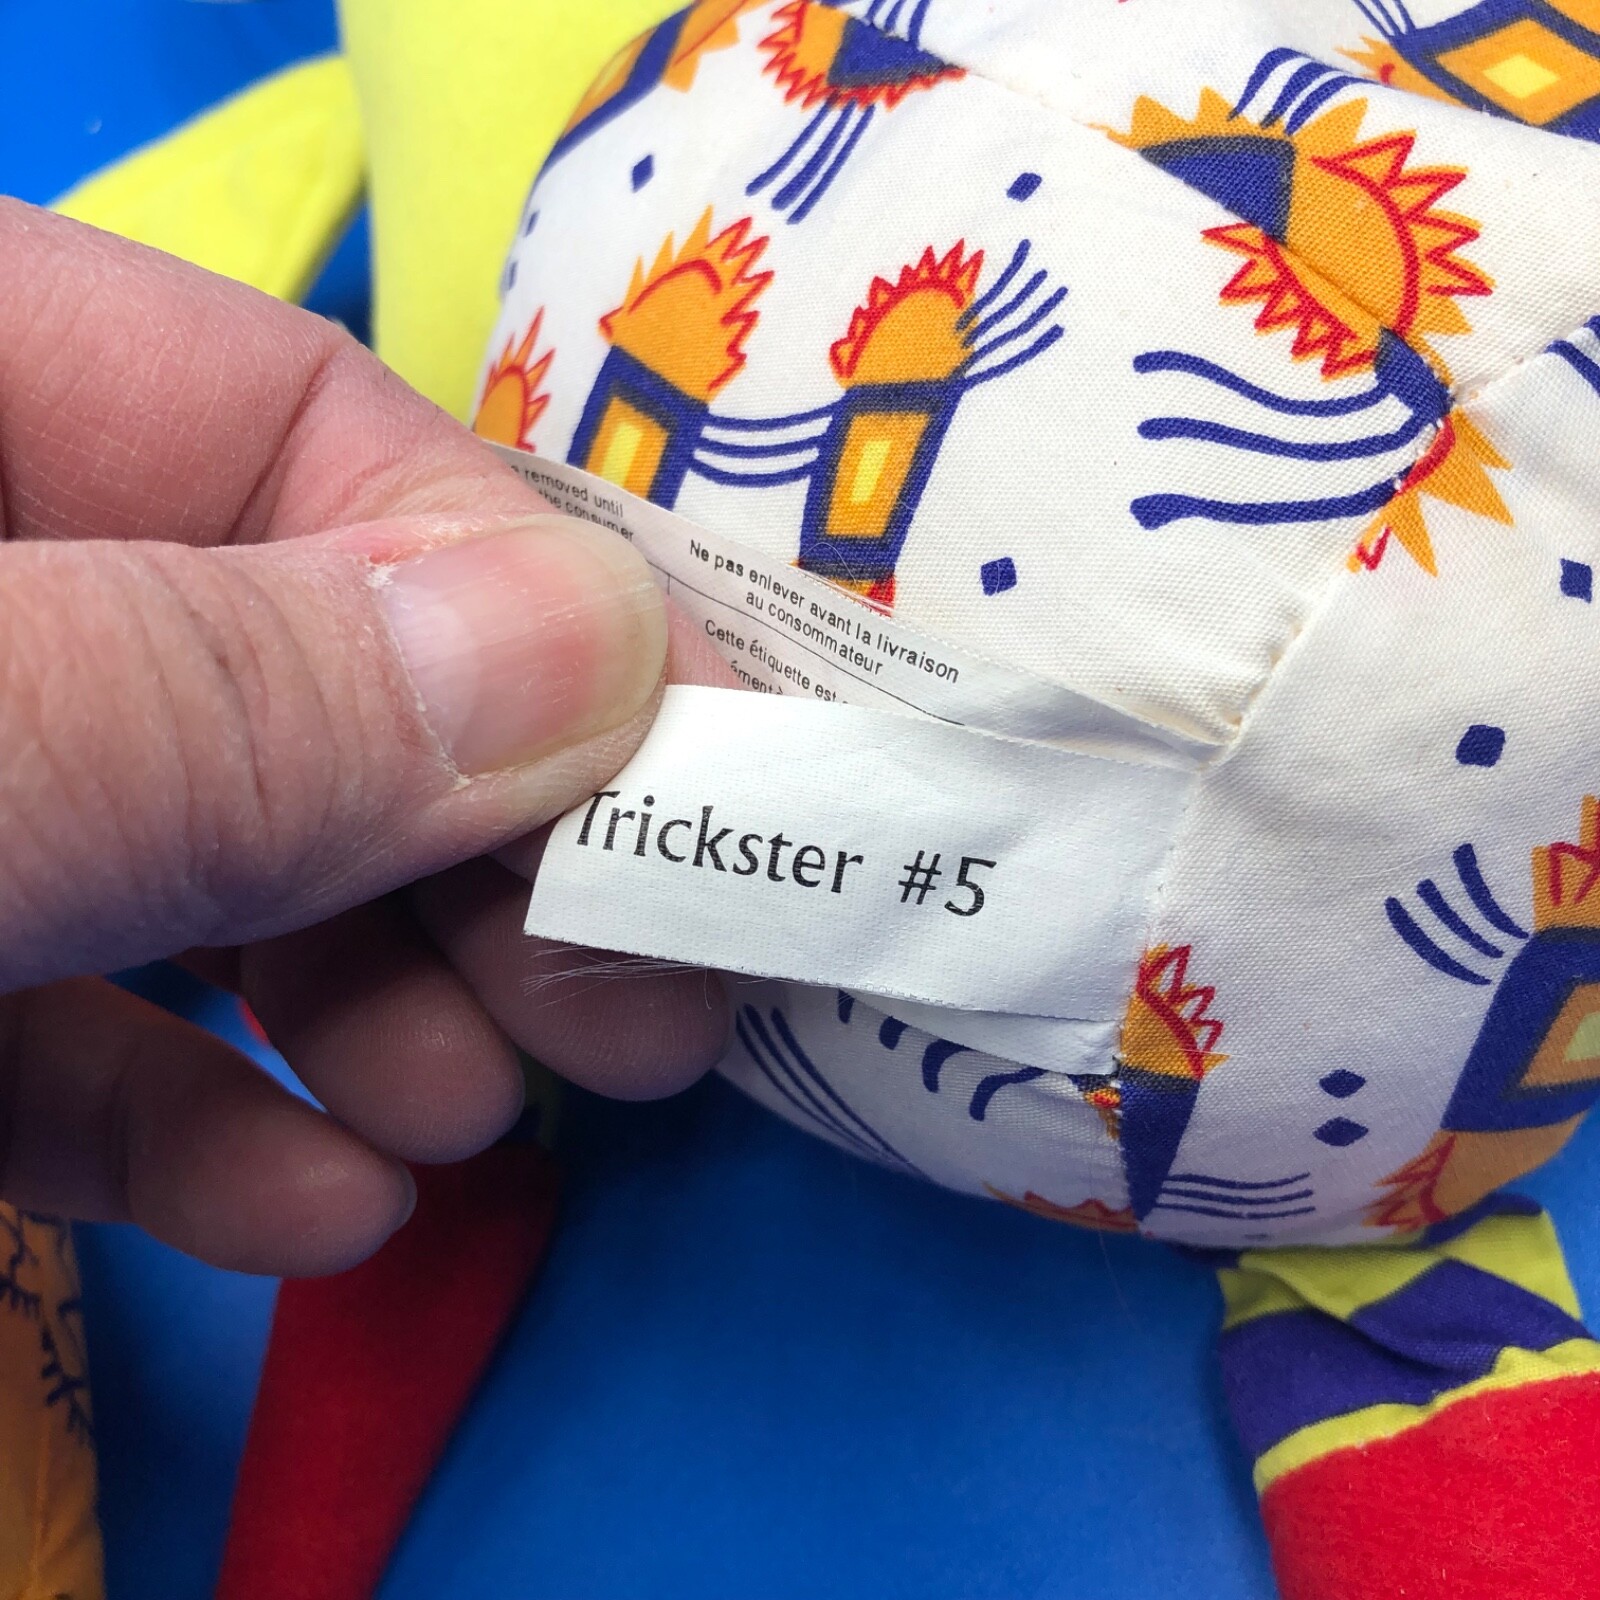 removed until
the consumer
Ne pas enlever avant la livraison
au consommateur
Cette étiquette est
Trickster #5